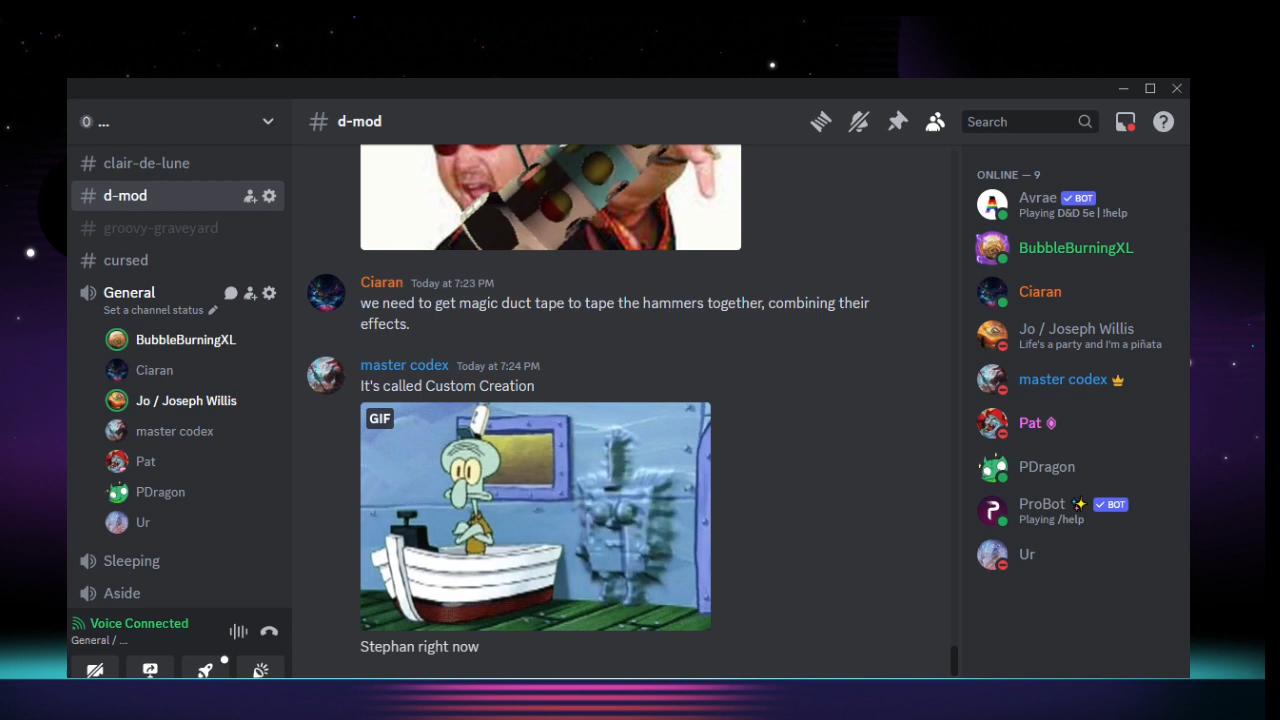 ...
clair-de-lune
d-mod
groovy-graveyard
cursed
General
Set a channel status
BubbleBurningXL
Ciaran
Jo / Joseph Willis
master codex
Pat
PDragon
Ur
Sleeping
Aside
Voice Connected
General / ...
d-mod
Search
Ciaran Today at 7:23 PM
we need to get magic duct tape to tape the hammers together, combining their
effects.
master codex Today at 7:24 PM
It's called Custom Creation
GIF
Stephan right now
ONLINE — 9
Avrae BOT
Playing D&D 5e | !help
BubbleBurningXL
Ciaran
Jo / Joseph Willis
Life's a party and I'm a piñata
master codex
Pat
PDragon
ProBot ✨ BOT
Playing /help
Ur